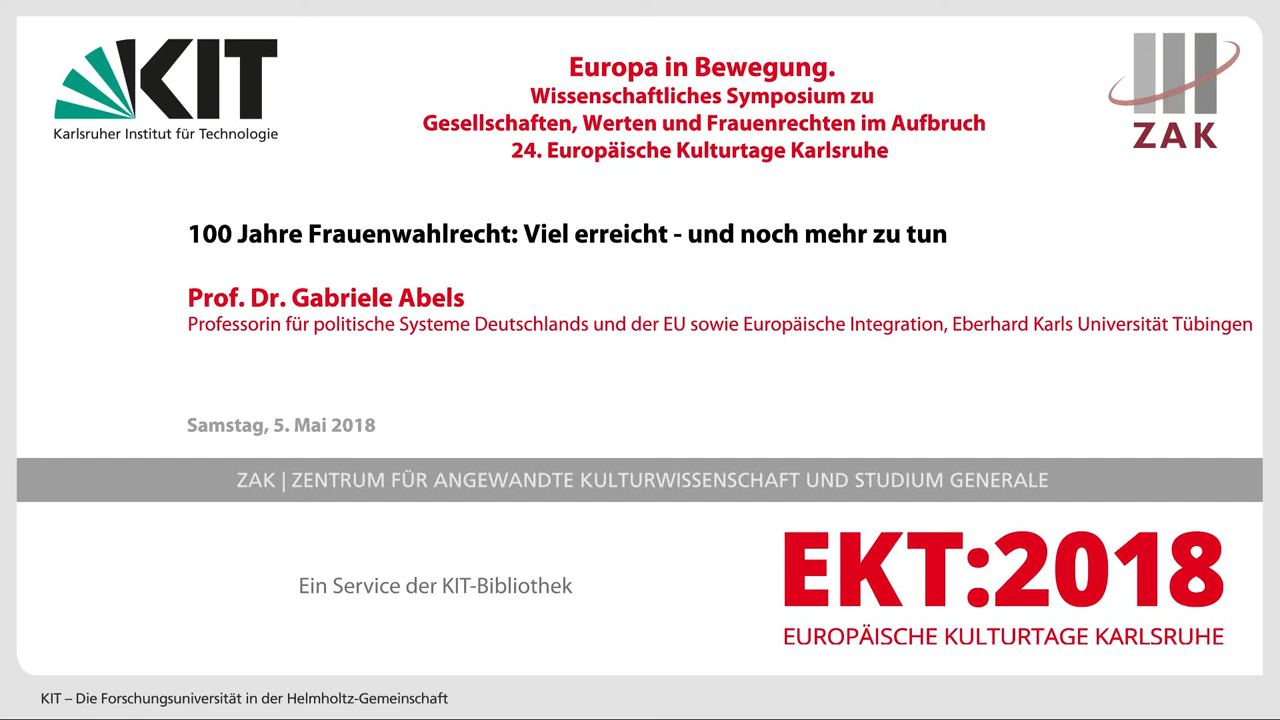 KIT
Karlsruher Institut für Technologie
Europa in Bewegung.
Wissenschaftliches Symposium zu
Gesellschaften, Werten und Frauenrechten im Aufbruch
24. Europäische Kulturtage Karlsruhe
ZAK
100 Jahre Frauenwahlrecht: Viel erreicht - und noch mehr zu tun
Prof. Dr. Gabriele Abels
Professorin für politische Systeme Deutschlands und der EU sowie Europäische Integration, Eberhard Karls Universität Tübingen
Samstag, 5. Mai 2018
ZAK | ZENTRUM FÜR ANGEWANDTE KULTURWISSENSCHAFT UND STUDIUM GENERALE
Ein Service der KIT-Bibliothek
EKT:2018
EUROPÄISCHE KULTURTAGE KARLSRUHE
KIT – Die Forschungsuniversität in der Helmholtz-Gemeinschaft